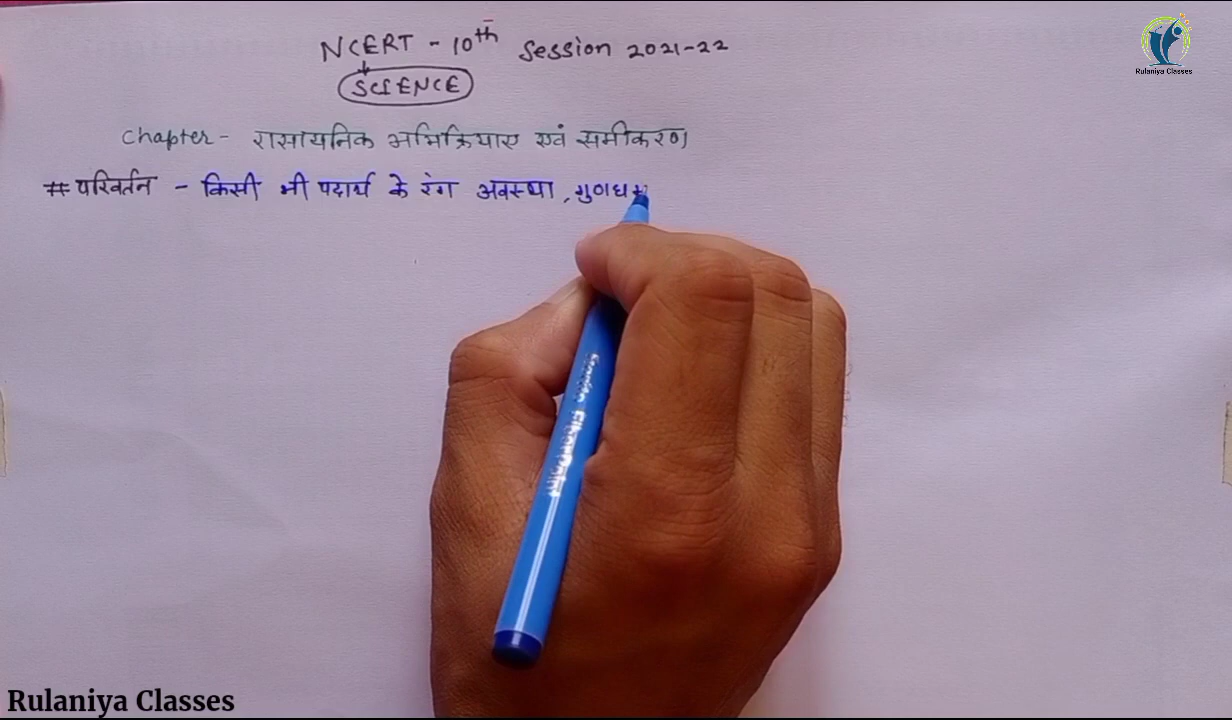 NCERT - 10th Session 2021-22
SCIENCE
Chapter - रासायनिक अभिक्रियाए एवं समीकरण
# परिवर्तन - किसी भी पदार्थ के रंग अवस्था, गुणधम
Rulaniya Classes
Rulaniya Classes